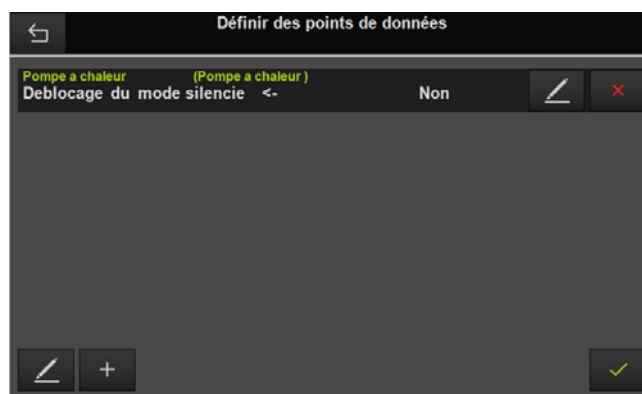 Définir des points de données
Pompe a chaleur (Pompe a chaleur )
Deblocage du mode silencie <- Non